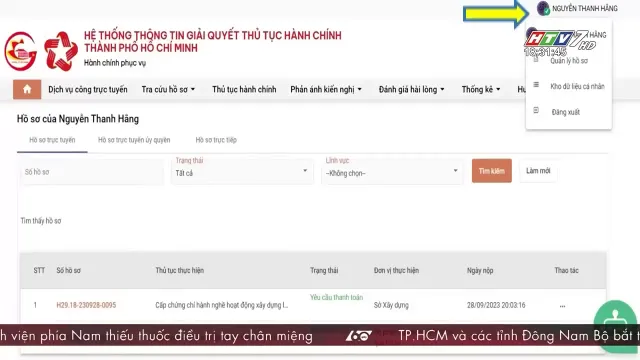 NGUYỄN THANH HẰNG
HỆ THỐNG THÔNG TIN GIẢI QUYẾT THỦ TỤC HÀNH CHÍNH
THÀNH PHỐ HỒ CHÍ MINH
Hành chính phục vụ
HTV7 HD
18:31:45
HẰNG
Quản lý hồ sơ
Kho dữ liệu cá nhân
Đăng xuất
Dịch vụ công trực tuyến
Tra cứu hồ sơ
Thủ tục hành chính
Phản ánh kiến nghị
Đánh giá hài lòng
Thống kê
Hồ sơ của Nguyễn Thanh Hằng
Hồ sơ trực tuyến
Hồ sơ trực tuyến ủy quyền
Hồ sơ trực tiếp
Số hồ sơ
Trạng thái
Tất cả
Lĩnh vực
--Không chọn--
Tìm kiếm
Làm mới
Tìm thấy hồ sơ
STT Số hồ sơ Thủ tục thực hiện Trạng thái Đơn vị thực hiện Ngày nộp Thao tác
1 H29.18-230928-0095 Cấp chứng chỉ hành nghề hoạt động xây dựng l... Yêu cầu thanh toán Sở Xây dựng 28/09/2023 20:03:16 ...
h viện phía Nam thiếu thuốc điều trị tay chân miệng TP.HCM và các tỉnh Đông Nam Bộ bắt t